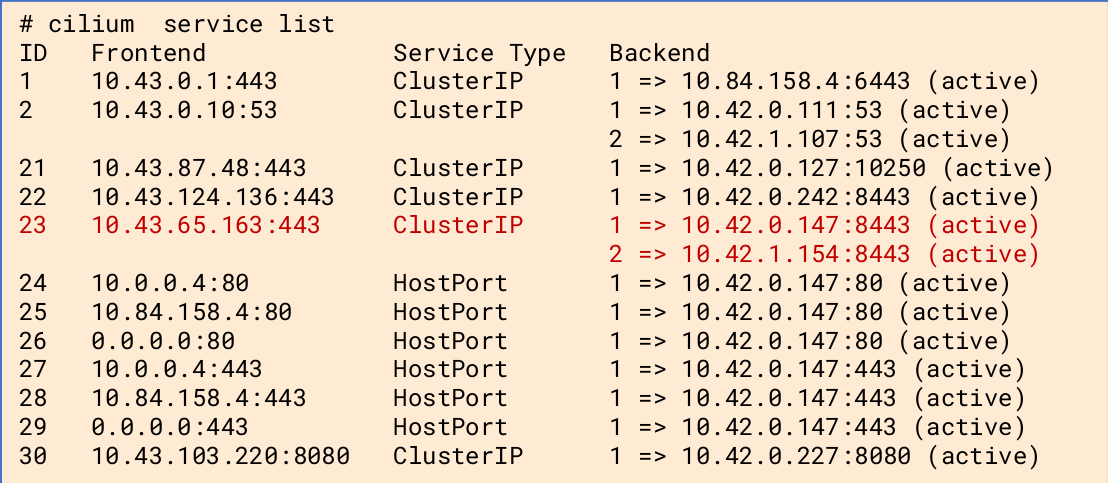 # cilium  service list
ID   Frontend             Service Type   Backend
1    10.43.0.1:443        ClusterIP      1 => 10.84.158.4:6443 (active)
2    10.43.0.10:53        ClusterIP      1 => 10.42.0.111:53 (active)
                                         2 => 10.42.1.107:53 (active)
21   10.43.87.48:443      ClusterIP      1 => 10.42.0.127:10250 (active)
22   10.43.124.136:443    ClusterIP      1 => 10.42.0.242:8443 (active)
23   10.43.65.163:443     ClusterIP      1 => 10.42.0.147:8443 (active)
                                         2 => 10.42.1.154:8443 (active)
24   10.0.0.4:80          HostPort       1 => 10.42.0.147:80 (active)
25   10.84.158.4:80       HostPort       1 => 10.42.0.147:80 (active)
26   0.0.0.0:80           HostPort       1 => 10.42.0.147:80 (active)
27   10.0.0.4:443         HostPort       1 => 10.42.0.147:443 (active)
28   10.84.158.4:443      HostPort       1 => 10.42.0.147:443 (active)
29   0.0.0.0:443          HostPort       1 => 10.42.0.147:443 (active)
30   10.43.103.220:8080   ClusterIP      1 => 10.42.0.227:8080 (active)